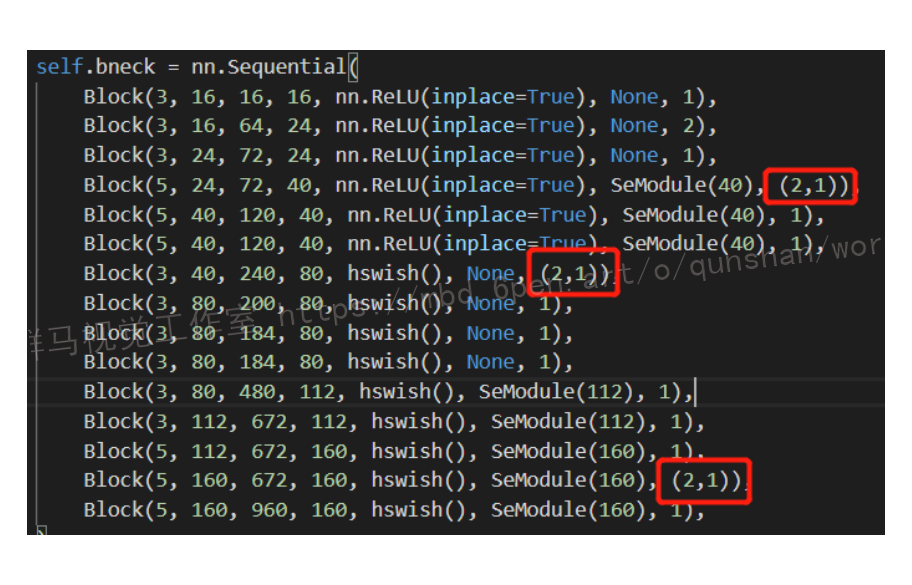 self.bneck = nn.Sequential(
Block(3, 16, 16, 16, nn.ReLU(inplace=True), None, 1),
Block(3, 16, 64, 24, nn.ReLU(inplace=True), None, 2),
Block(3, 24, 72, 24, nn.ReLU(inplace=True), None, 1),
Block(5, 24, 72, 40, nn.ReLU(inplace=True), SeModule(40), (2,1)),
Block(5, 40, 120, 40, nn.ReLU(inplace=True), SeModule(40), 1),
Block(5, 40, 120, 40, nn.ReLU(inplace=True), SeModule(40), 1),
Block(3, 40, 240, 80, hswish(), None, (2,1)),
Block(3, 80, 200, 80, hswish(), None, 1),
Block(3, 80, 184, 80, hswish(), None, 1),
Block(3, 80, 184, 80, hswish(), None, 1),
Block(3, 80, 480, 112, hswish(), SeModule(112), 1),
Block(3, 112, 672, 112, hswish(), SeModule(112), 1),
Block(5, 112, 672, 160, hswish(), SeModule(160), 1),
Block(5, 160, 672, 160, hswish(), SeModule(160), (2,1)),
Block(5, 160, 960, 160, hswish(), SeModule(160), 1),
)
马视觉工作室 https://mbd